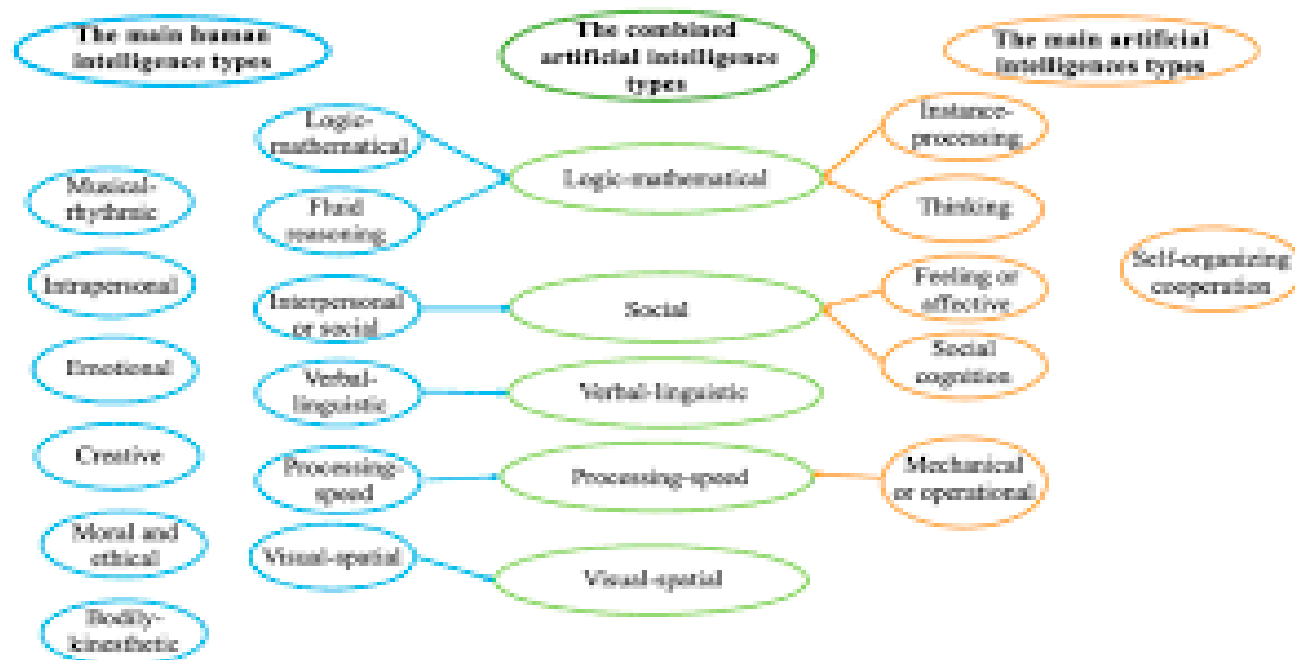 The main human
intelligence types
The combined
artificial intelligence
types
The main artificial
intelligences types
Logic-
mathematical
Fluid
reasoning
Interpersonal
or social
Verbal-
linguistic
Processing-
speed
Visual-spatial
Musical-
rhythmic
Intrapersonal
Emotional
Creative
Moral and
ethical
Bodily-
kinesthetic
Logic-mathematical
Social
Verbal-linguistic
Processing-speed
Visual-spatial
Instance-
processing
Thinking
Feeling or
affective
Social
cognition
Mechanical
or operational
Self-organizing
cooperation